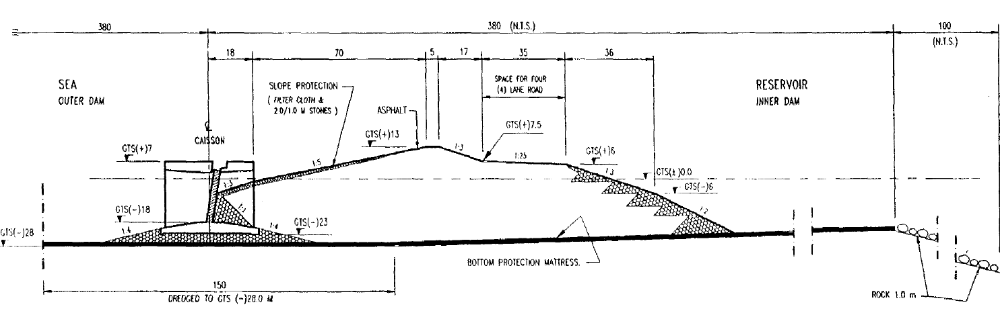 380
380 (N.T.S.)
100
(N.T.S.)
18
70
5
17
35
36
SEA
OUTER DAM
SLOPE PROTECTION
( FILTER CLOTH &
2.0/1.0 M STONES )
SPACE FOR FOUR
(4) LANE ROAD
RESERVOIR
INNER DAM
ASPHALT
℄
CAISSON
GTS(+)7
GTS(+)13
GTS(+)7.5
GTS(+)6
GTS(±)0.0
GTS(-)6
1:5
1:3
1:25
1:3
1:3
1:1
1:2
GTS(-)18
GTS(-)23
GTS(-)28
1:4
1:4
BOTTOM PROTECTION MATTRESS.
150
DREDGED TO GTS (-)28.0 M
ROCK 1.0 m